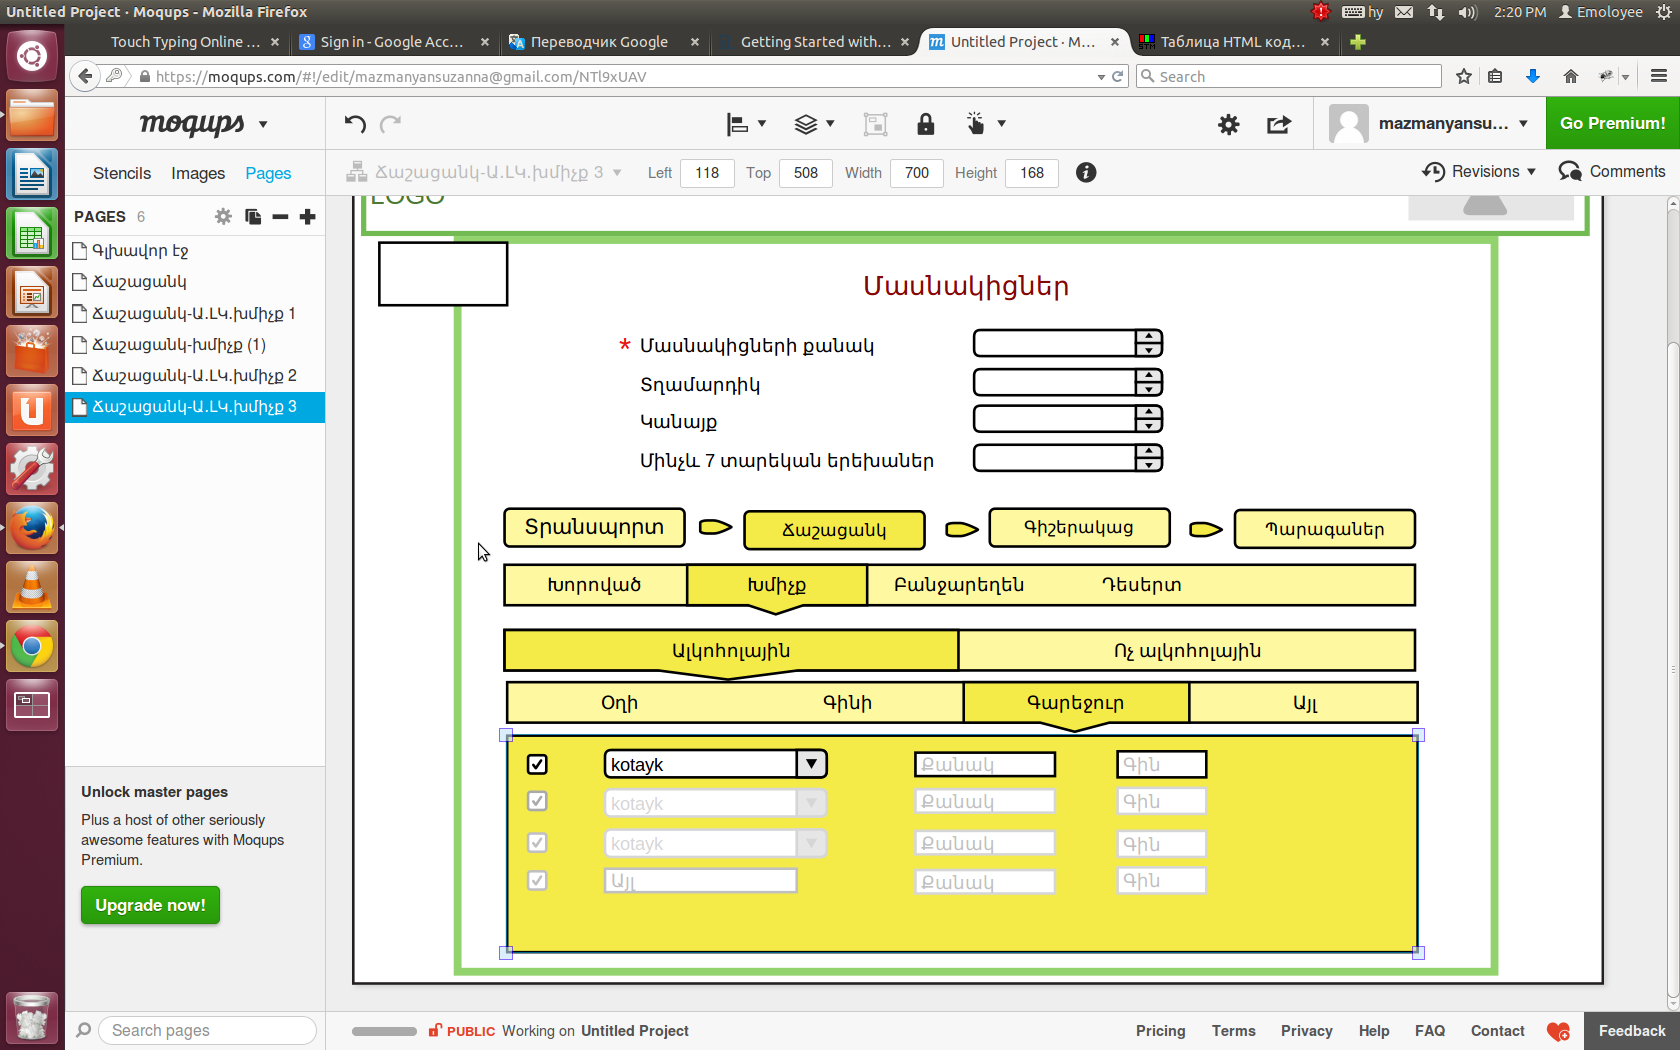 Untitled Project · Moqups - Mozilla Firefox
hy 2:20 PM Emoloyee
Touch Typing Online ... Sign in - Google Acc... Переводчик Google Getting Started with... Untitled Project · M... Таблица HTML код...
https://moqups.com/#!/edit/mazmanyansuzanna@gmail.com/NTl9xUAV Search
moqups mazmanyansu... Go Premium!
Stencils Images Pages Ճաշացանկ-Ա.ԼԿ.խմիչք 3 Left 118 Top 508 Width 700 Height 168 Revisions Comments
PAGES 6
Գլխավոր էջ
Ճաշացանկ
Ճաշացանկ-Ա.ԼԿ.խմիչք 1
Ճաշացանկ-խմիչք (1)
Ճաշացանկ-Ա.ԼԿ.խմիչք 2
Ճաշացանկ-Ա.ԼԿ.խմիչք 3
LOGO
Մասնակիցներ
* Մասնակիցների քանակ
Տղամարդիկ
Կանայք
Մինչև 7 տարեկան երեխաներ
Տրանսպորտ Ճաշացանկ Գիշերակաց Պարագաներ
Խորոված Խմիչք Բանջարեղեն Դեսերտ
Ալկոհոլային Ոչ ալկոհոլային
Օղի Գինի Գարեջուր Այլ
kotayk Քանակ Գին
kotayk Քանակ Գին
kotayk Քանակ Գին
Այլ Քանակ Գին
Unlock master pages
Plus a host of other seriously
awesome features with Moqups
Premium.
Upgrade now!
Search pages PUBLIC Working on Untitled Project Pricing Terms Privacy Help FAQ Contact Feedback